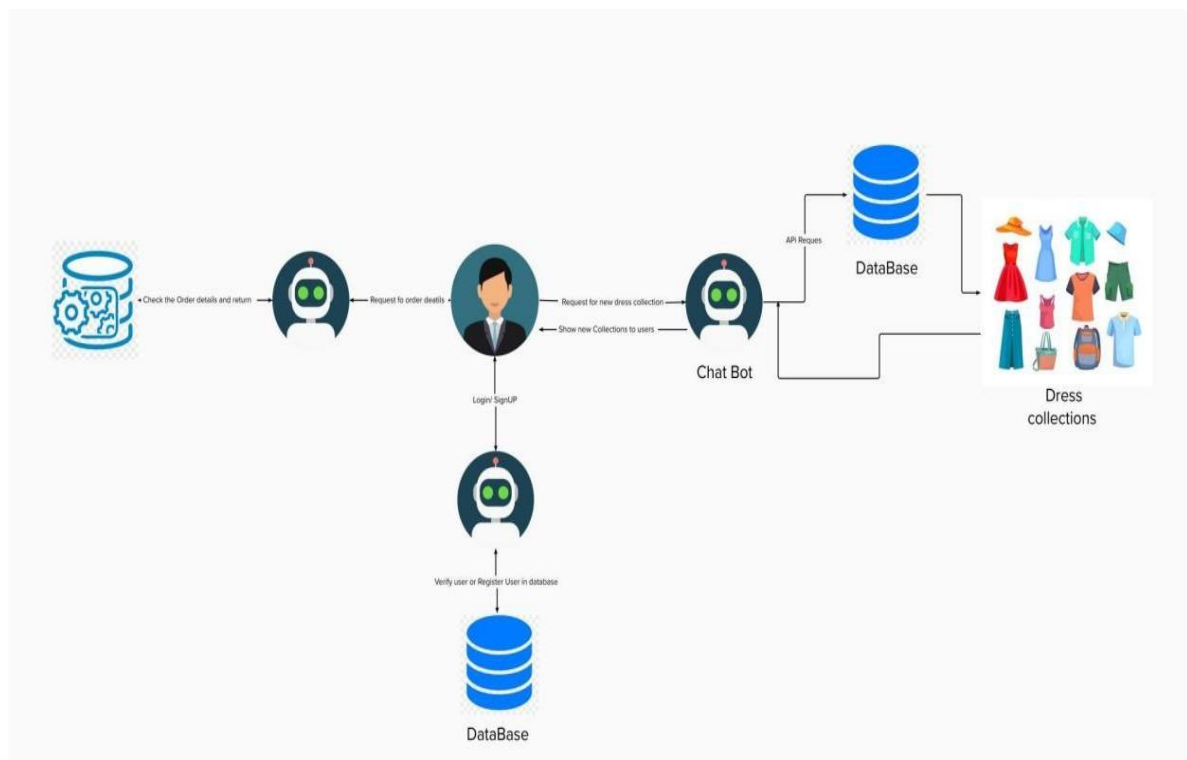 API Reques
DataBase
Check the Order details and return
Request fo order deatils
Request for new dress collection
Show new Collections to users
Chat Bot
Dress
collections
Login/ SignUP
Verify user or Register User in database
DataBase